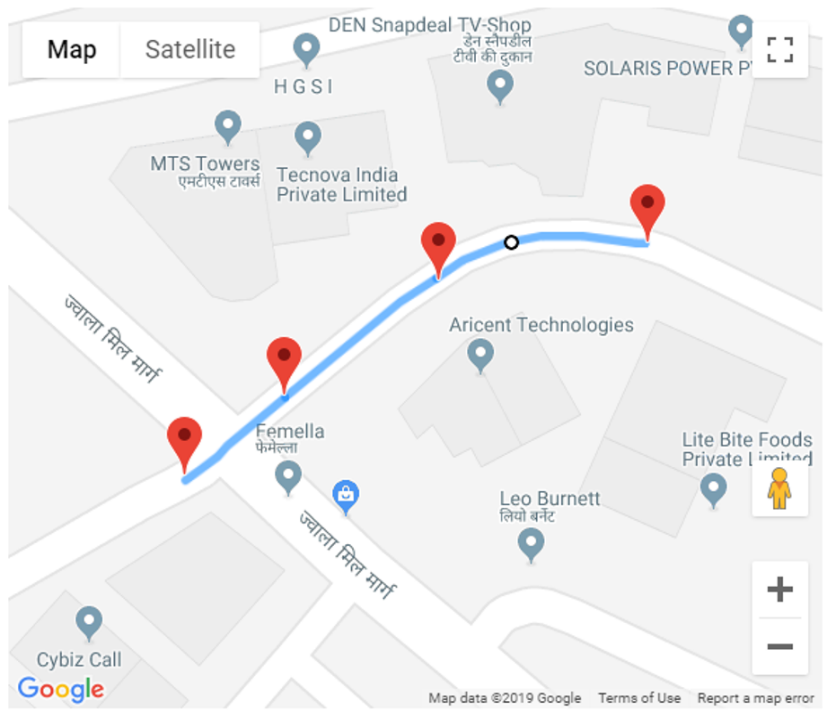 Map
Satellite
DEN Snapdeal TV-Shop
डेन स्नैपडील
टीवी की दुकान
H G S I
SOLARIS POWER P
MTS Towers
एमटीएस टावर्स
Tecnova India
Private Limited
ज्वाला मिल मार्ग
Aricent Technologies
Femella
फेमेल्ला
Lite Bite Foods
Private Limited
Leo Burnett
लियो बर्नेट
ज्वाला मिल मार्ग
Cybiz Call
Google
Map data ©2019 Google
Terms of Use
Report a map error